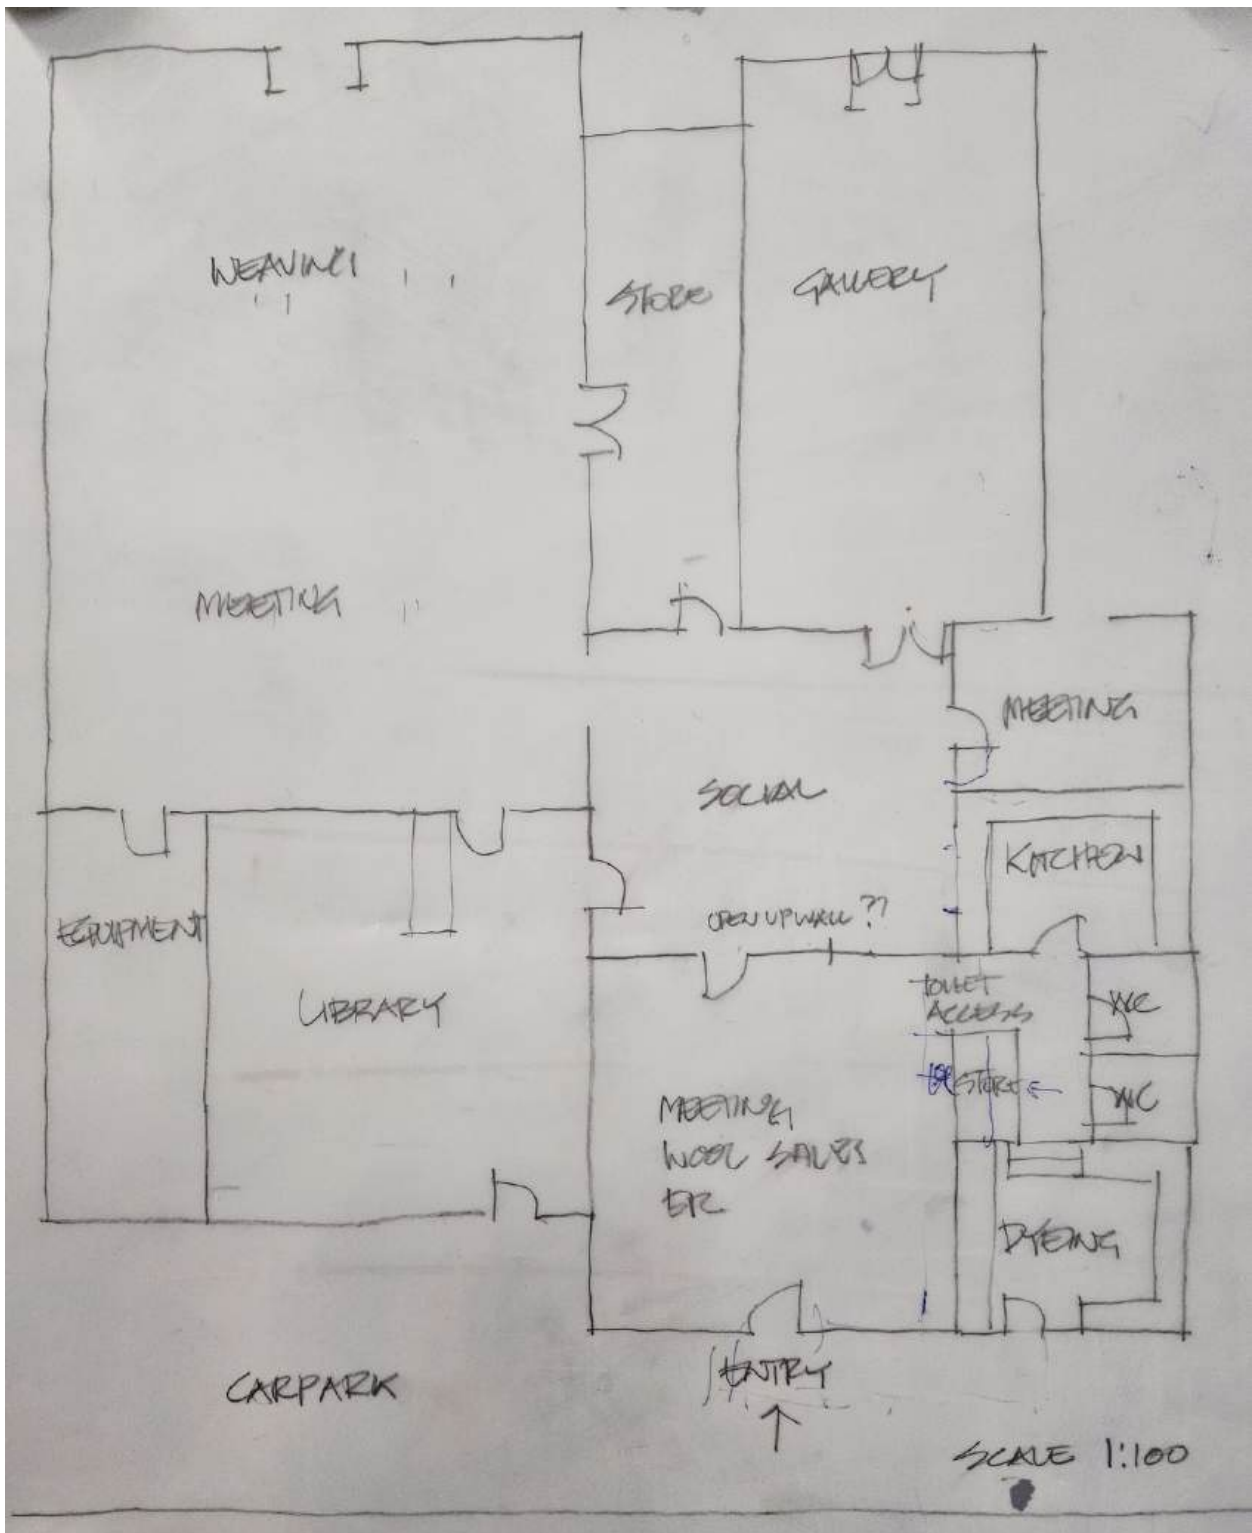 WEAVING
STORE
GALLERY
MEETING
MEETING
SOCIAL
KITCHEN
OPEN UP WALL ??
EQUIPMENT
LIBRARY
TOILET
ACCESS
WC
STORE
WC
MEETING
WOOL SALES
ETC
DYEING
ENTRY
CARPARK
SCALE 1:100